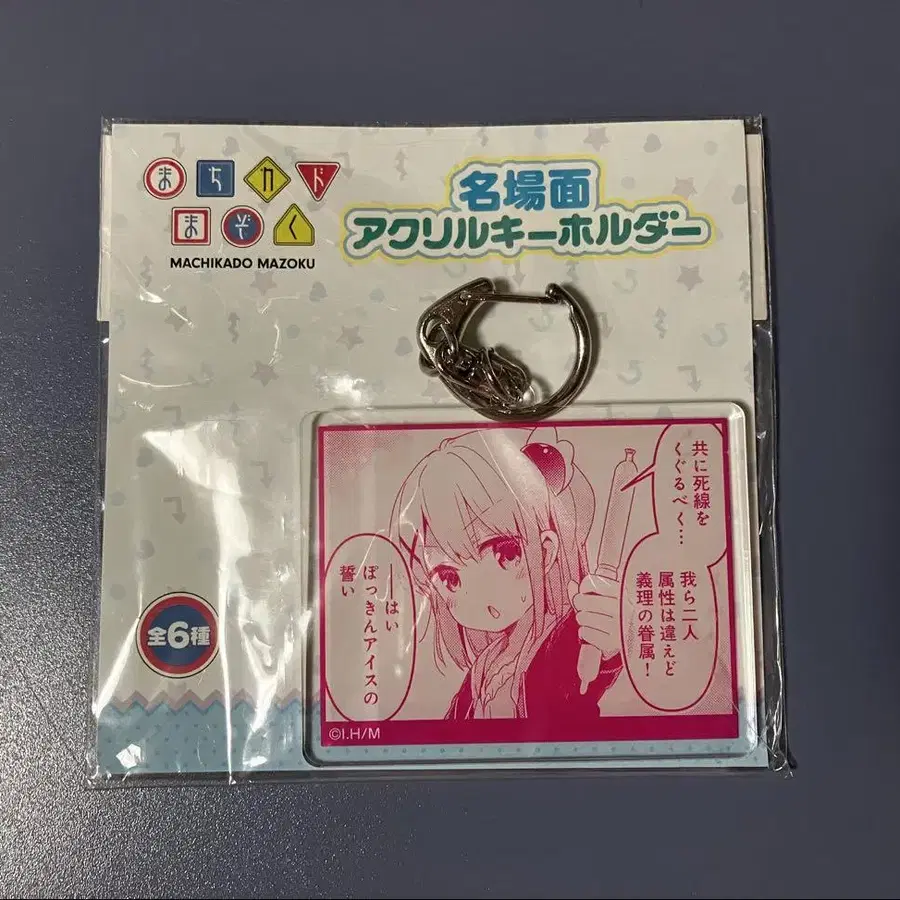 まちカド
まぞく
MACHIKADO MAZOKU
名場面
アクリルキーホルダー
全6種
共に死線を
くぐるべく…
我ら二人
属性は違えど
義理の眷属!
――はい
ぽっきんアイスの
誓い
©I.H/M